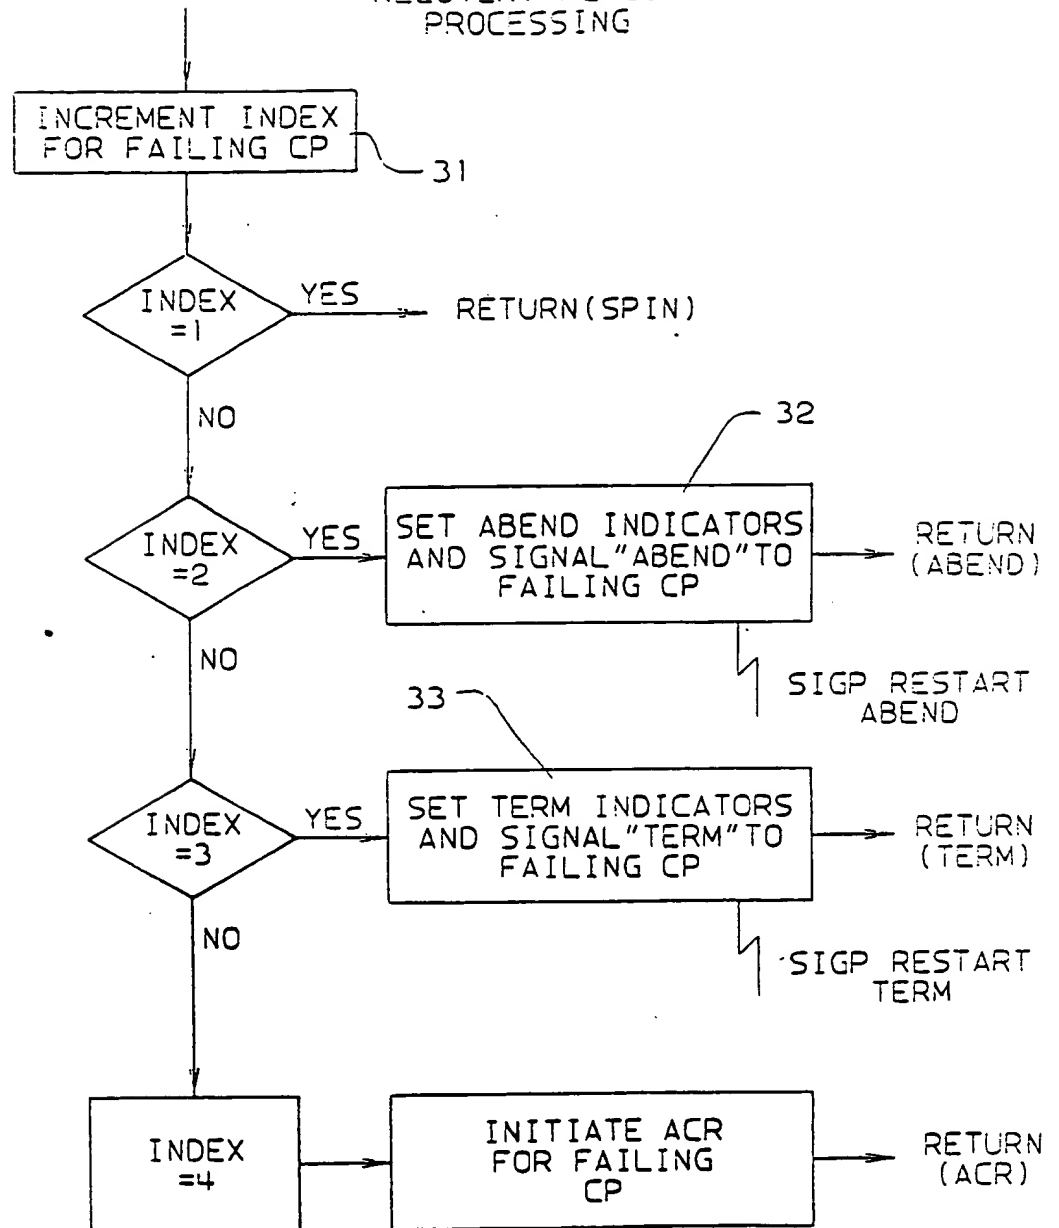 PROCESSING
INCREMENT INDEX
FOR FAILING CP
31
INDEX
=1
YES
RETURN(SPIN)
NO
32
INDEX
=2
YES
SET ABEND INDICATORS
AND SIGNAL"ABEND"TO
FAILING CP
RETURN
(ABEND)
NO
SIGP RESTART
ABEND
33
INDEX
=3
YES
SET TERM INDICATORS
AND SIGNAL"TERM"TO
FAILING CP
RETURN
(TERM)
NO
SIGP RESTART
TERM
INDEX
=4
INITIATE ACR
FOR FAILING
CP
RETURN
(ACR)